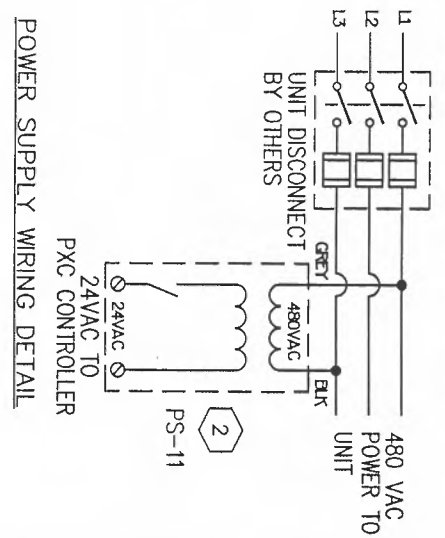 L1
L2
L3
UNIT DISCONNECT
BY OTHERS
480 VAC
POWER TO
UNIT
GREY
BLK
480VAC
24VAC
2
PS-11
24VAC TO
PXC CONTROLLER
POWER SUPPLY WIRING DETAIL